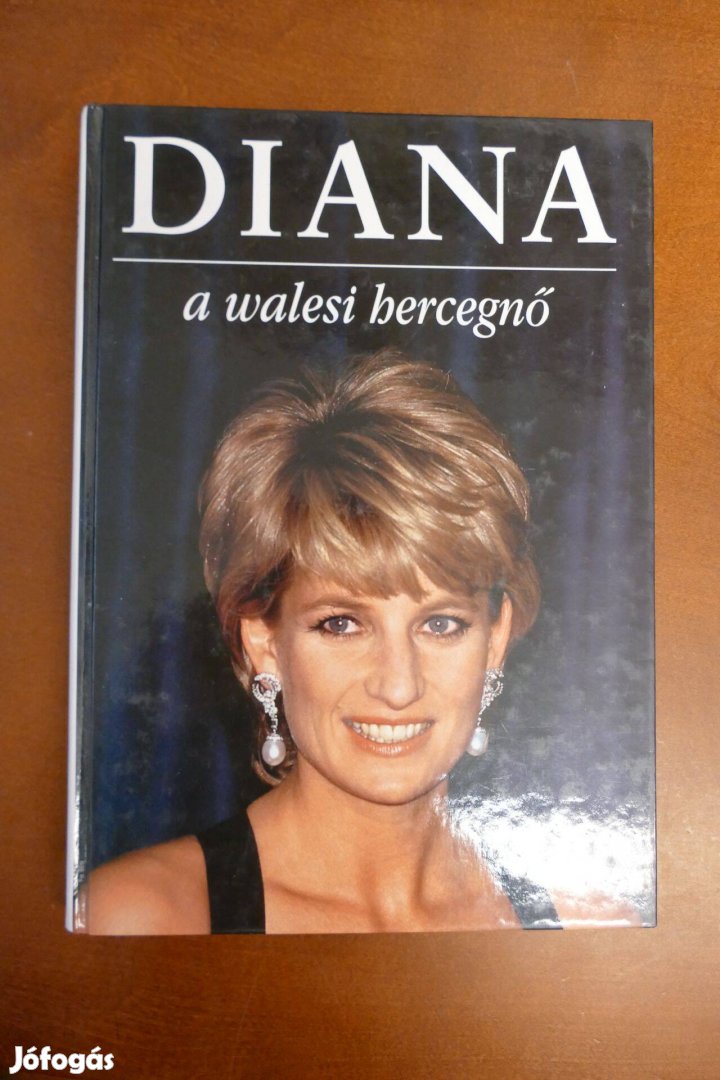 DIANA
a walesi hercegnő
Jófogás